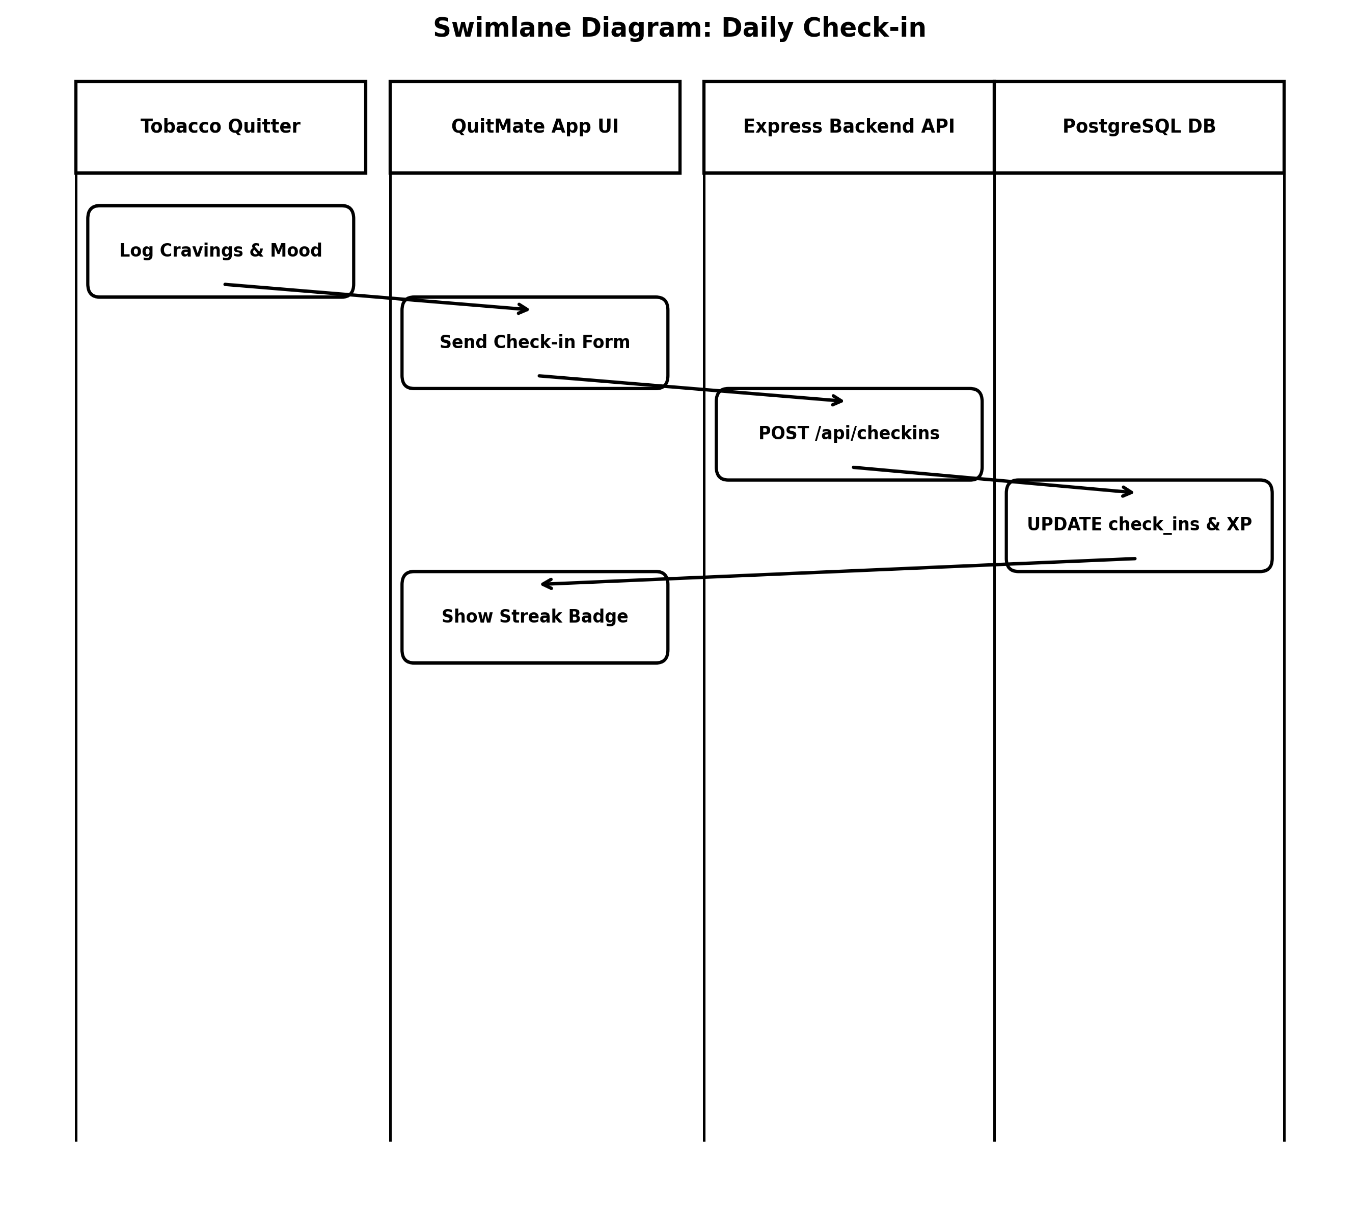 Swimlane Diagram: Daily Check-in
Tobacco Quitter
QuitMate App UI
Express Backend API
PostgreSQL DB
Log Cravings & Mood
Send Check-in Form
POST /api/checkins
UPDATE check_ins & XP
Show Streak Badge